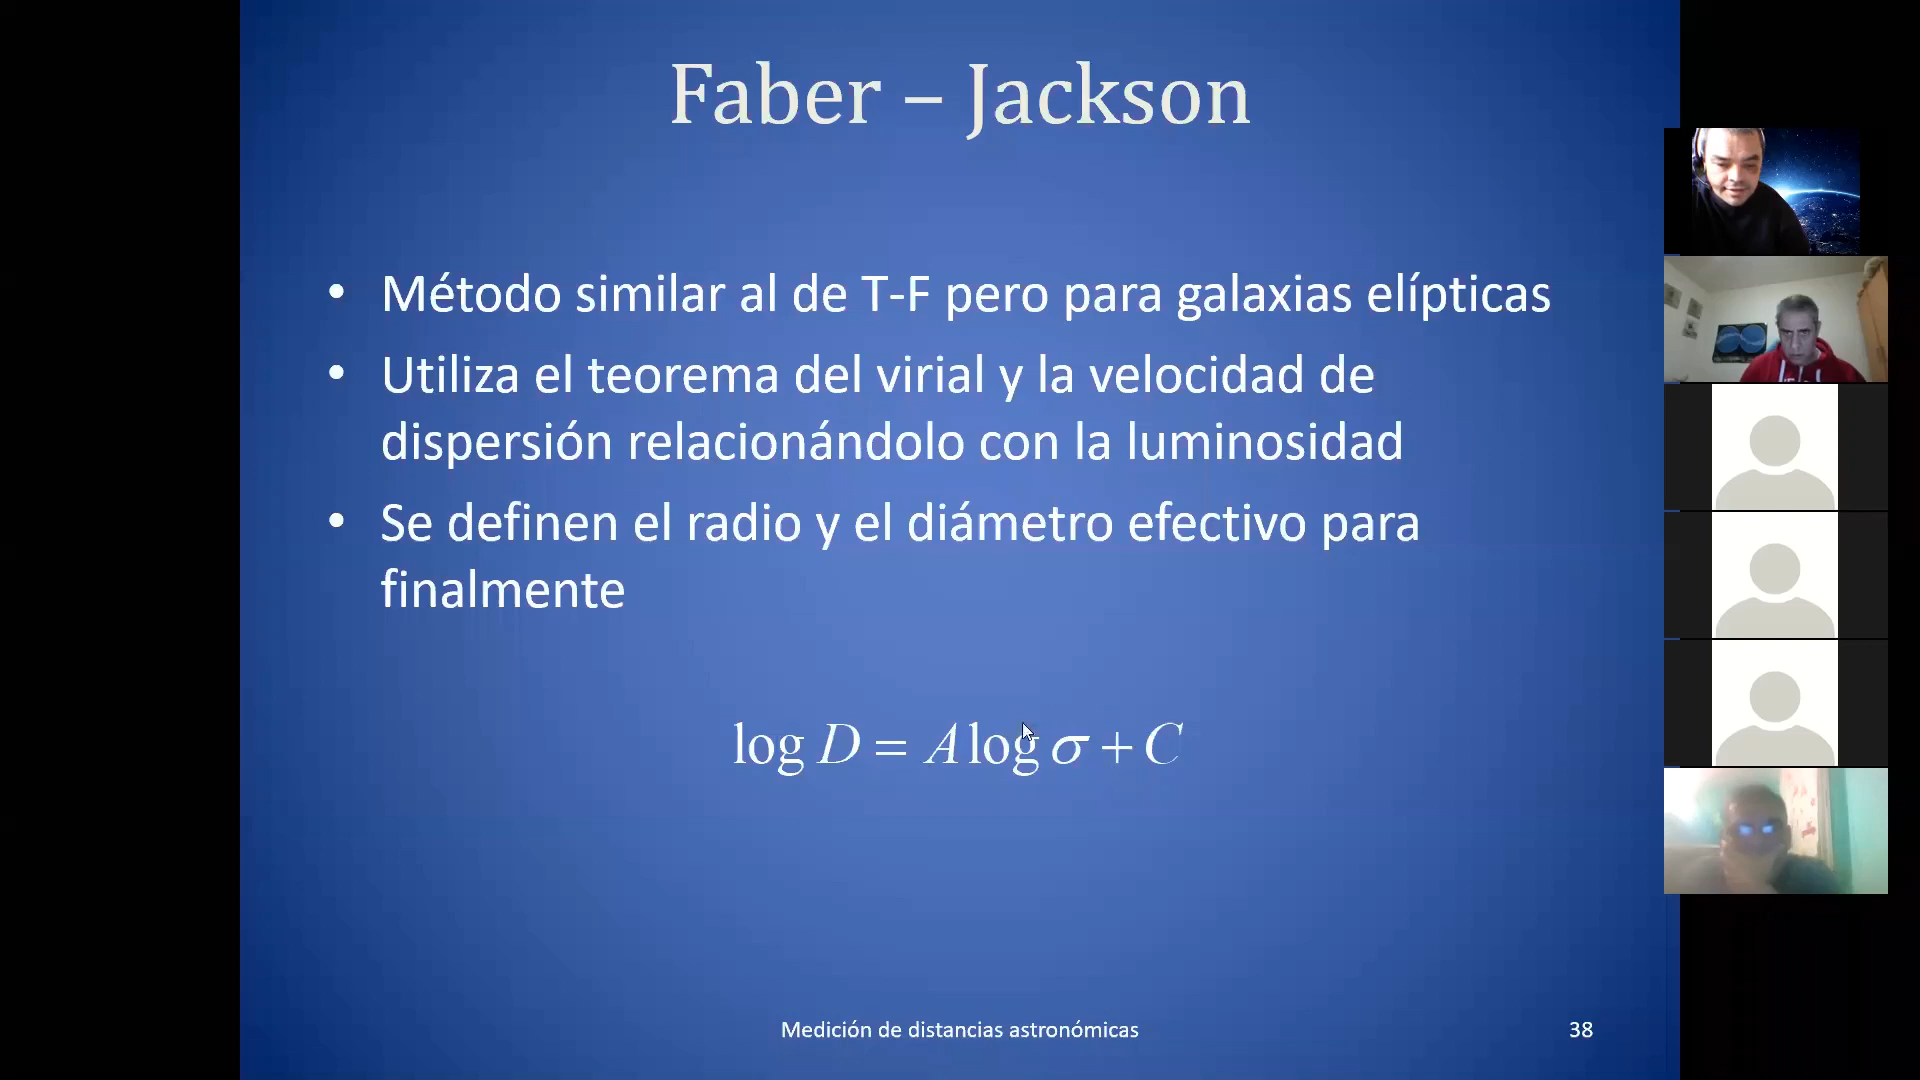 Faber – Jackson
• Método similar al de T-F pero para galaxias elípticas
• Utiliza el teorema del virial y la velocidad de
dispersión relacionándolo con la luminosidad
• Se definen el radio y el diámetro efectivo para
finalmente
log D = A log σ + C
Medición de distancias astronómicas
38